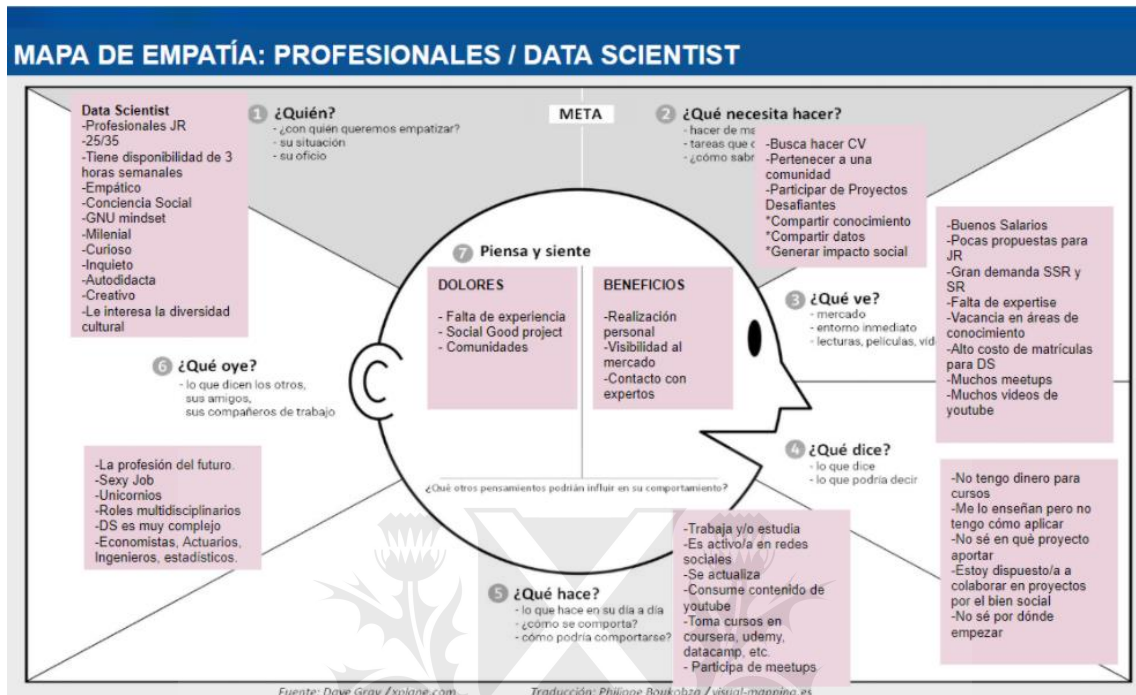 MAPA DE EMPATÍA: PROFESIONALES / DATA SCIENTIST
Data Scientist
-Profesionales JR
-25/35
-Tiene disponibilidad de 3
horas semanales
-Empático
-Conciencia Social
-GNU mindset
-Milenial
-Curioso
-Inquieto
-Autodidacta
-Creativo
-Le interesa la diversidad
cultural
1 ¿Quién?
- ¿con quién queremos empatizar?
- su situación
- su oficio
META
2 ¿Qué necesita hacer?
- hacer de
- tareas que
- ¿cómo
-Busca hacer CV
-Pertenecer a una
comunidad
-Participar de Proyectos
Desafiantes
*Compartir conocimiento
*Compartir datos
*Generar impacto social
3 ¿Qué ve?
- mercado
- entorno inmediato
- lecturas, películas,
-Buenos Salarios
-Pocas propuestas para
JR
-Gran demanda SSR y
SR
-Falta de expertise
-Vacancia en áreas de
conocimiento
-Alto costo de matrículas
para DS
-Muchos meetups
-Muchos videos de
youtube
4 ¿Qué dice?
- lo que dice
- lo que podría decir
-No tengo dinero para
cursos
-Me lo enseñan pero no
tengo cómo aplicar
-No sé en què proyecto
aportar
-Estoy dispuesto/a a
colaborar en proyectos
por el bien social
-No sé por dónde
empezar
5 ¿Qué hace?
- lo que hace en su día a día
- ¿cómo se comporta?
- cómo podría comportarse?
-Trabaja y/o estudia
-Es activo/a en redes
sociales
-Se actualiza
-Consume contenido de
youtube
-Toma cursos en
coursera, udemy,
datacamp, etc.
- Participa de meetups
6 ¿Qué oye?
- lo que dicen los otros,
sus amigos,
sus compañeros de trabajo
-La profesión del futuro.
-Sexy Job
-Unicornios
-Roles multidisciplinarios
-DS es muy complejo
-Economistas, Actuarios,
Ingenieros, estadísticos.
7 Piensa y siente
DOLORES
- Falta de experiencia
- Social Good project
- Comunidades
BENEFICIOS
-Realización
personal
-Visibilidad al
mercado
-Contacto con
expertos
¿Qué otros pensamientos podrían influir en su comportamiento?
Fuente: Dave Gray / xplane.com
Traducción: Philippe Boukobza / visual-mapping.es